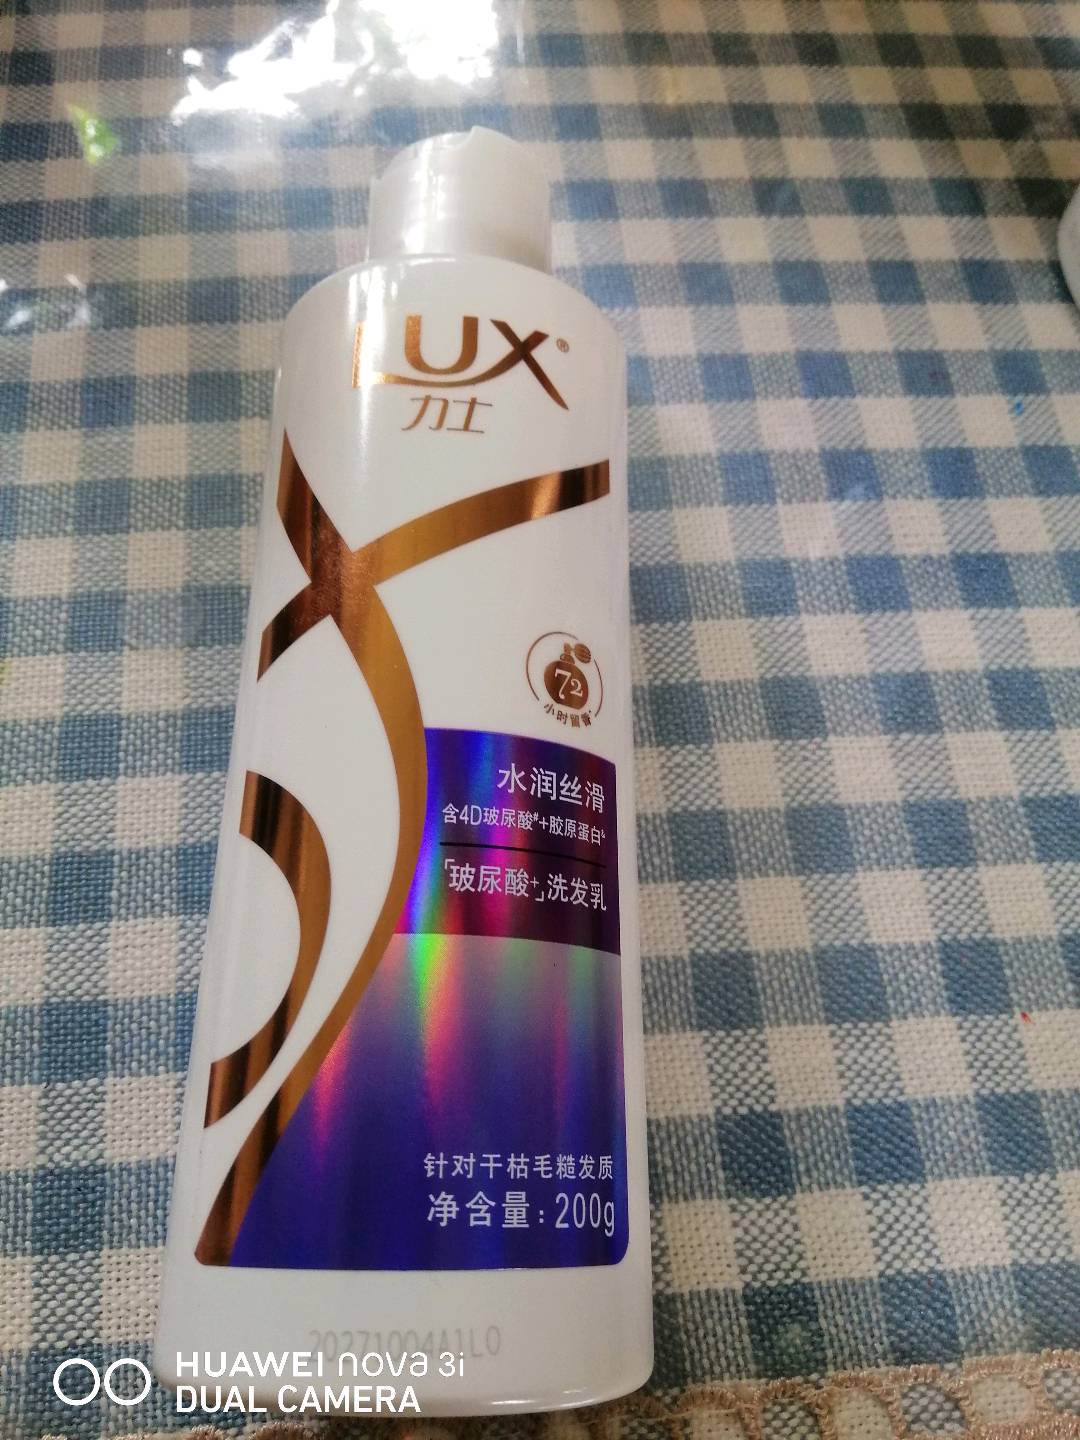 LUX®
力士
72
小时留香*
水润丝滑
含4D玻尿酸#+胶原蛋白&
「玻尿酸+」洗发乳
针对干枯毛糙发质
净含量：200g
20271004A1L0
HUAWEI nova 3i
DUAL CAMERA